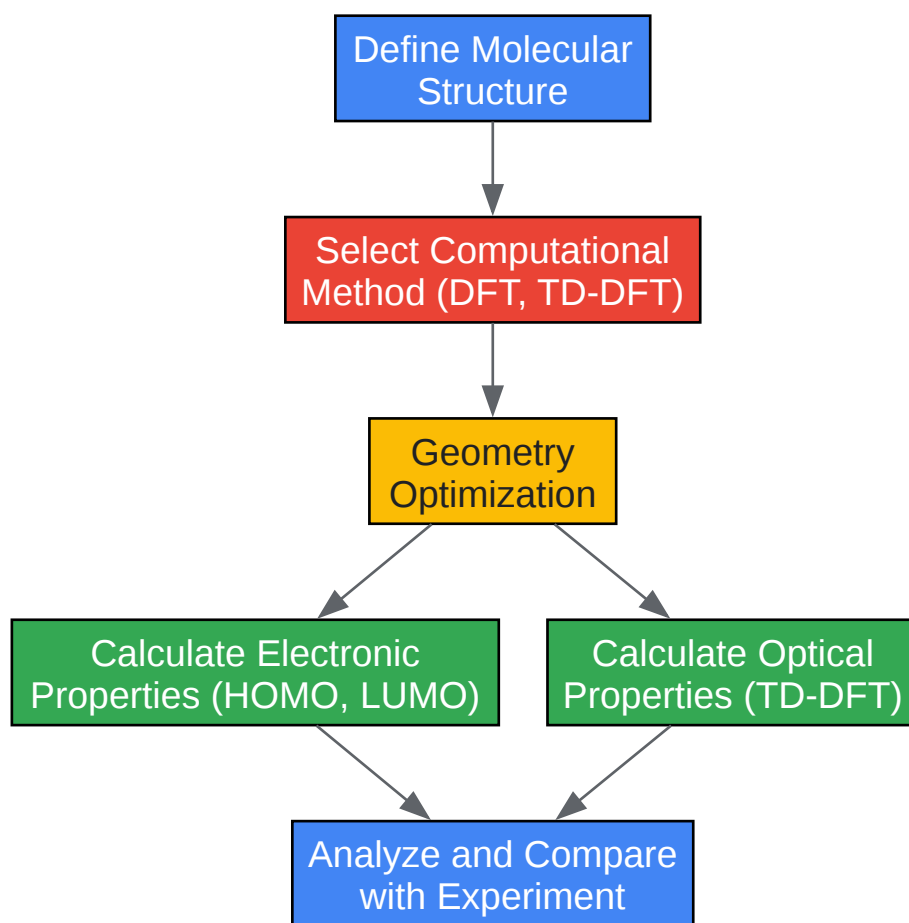 Define Molecular
Structure
Select Computational
Method (DFT, TD-DFT)
Geometry
Optimization
Calculate Electronic
Properties (HOMO, LUMO)
Calculate Optical
Properties (TD-DFT)
Analyze and Compare
with Experiment